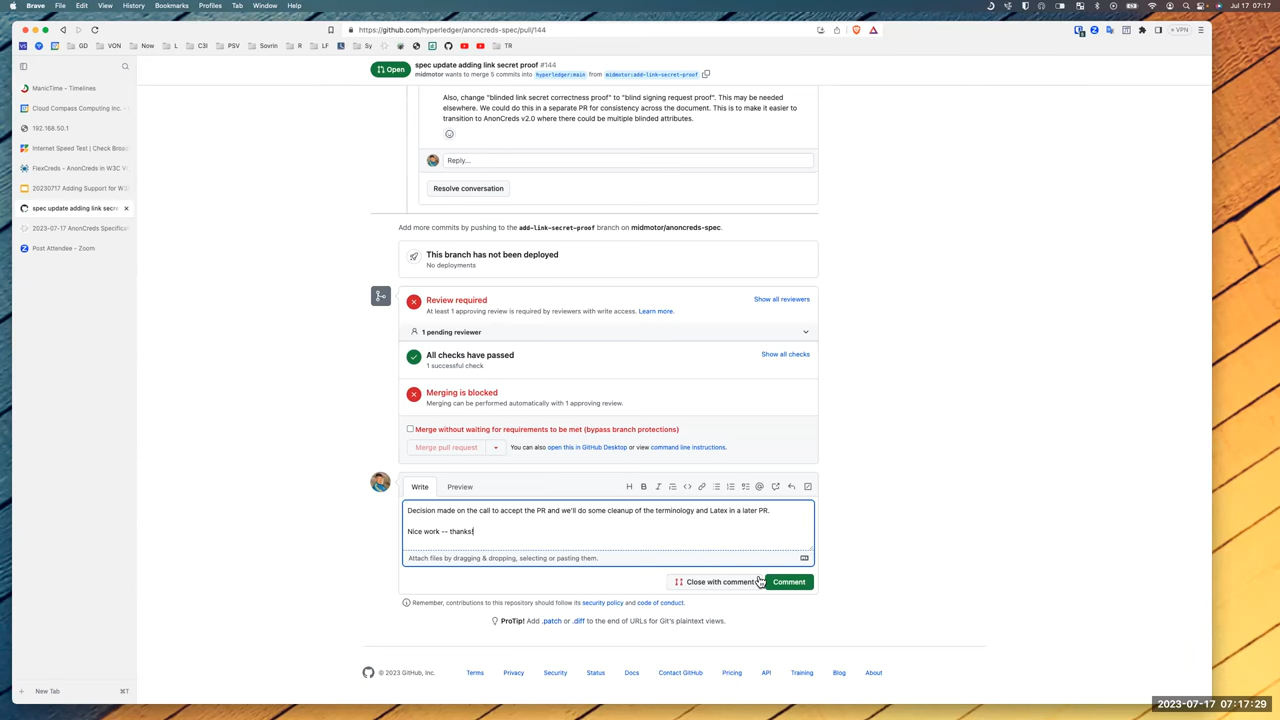 Brave File Edit View History Bookmarks Profiles Tab Window Help
Jul 17 07:17
https://github.com/hyperledger/anoncreds-spec/pull/144
VPN
GD VON Now L C3I PSV Sovrin R LF Sy TR
ManicTime - Timelines
Cloud Compass Computing Inc. -
192.168.50.1
Internet Speed Test | Check Broad
FlexCreds - AnonCreds in W3C V
20230717 Adding Support for W3
spec update adding link secre
2023-07-17 AnonCreds Specifica
Post Attendee - Zoom
New Tab ⌘T
Open
spec update adding link secret proof #144
midmotor wants to merge 5 commits into hyperledger:main from midmotor:add-link-secret-proof
Also, change "blinded link secret correctness proof" to "blind signing request proof". This may be needed
elsewhere. We could do this in a separate PR for consistency across the document. This is to make it easier to
transition to AnonCreds v2.0 where there could be multiple blinded attributes.
Reply...
Resolve conversation
Add more commits by pushing to the add-link-secret-proof branch on midmotor/anoncreds-spec.
This branch has not been deployed
No deployments
Review required
Show all reviewers
At least 1 approving review is required by reviewers with write access. Learn more.
1 pending reviewer
All checks have passed
Show all checks
1 successful check
Merging is blocked
Merging can be performed automatically with 1 approving review.
Merge without waiting for requirements to be met (bypass branch protections)
Merge pull request You can also open this in GitHub Desktop or view command line instructions.
Write Preview
Decision made on the call to accept the PR and we'll do some cleanup of the terminology and Latex in a later PR.
Nice work -- thanks!
Attach files by dragging & dropping, selecting or pasting them.
Close with comment Comment
Remember, contributions to this repository should follow its security policy and code of conduct.
ProTip! Add .patch or .diff to the end of URLs for Git's plaintext views.
© 2023 GitHub, Inc. Terms Privacy Security Status Docs Contact GitHub Pricing API Training Blog About
2023-07-17 07:17:29